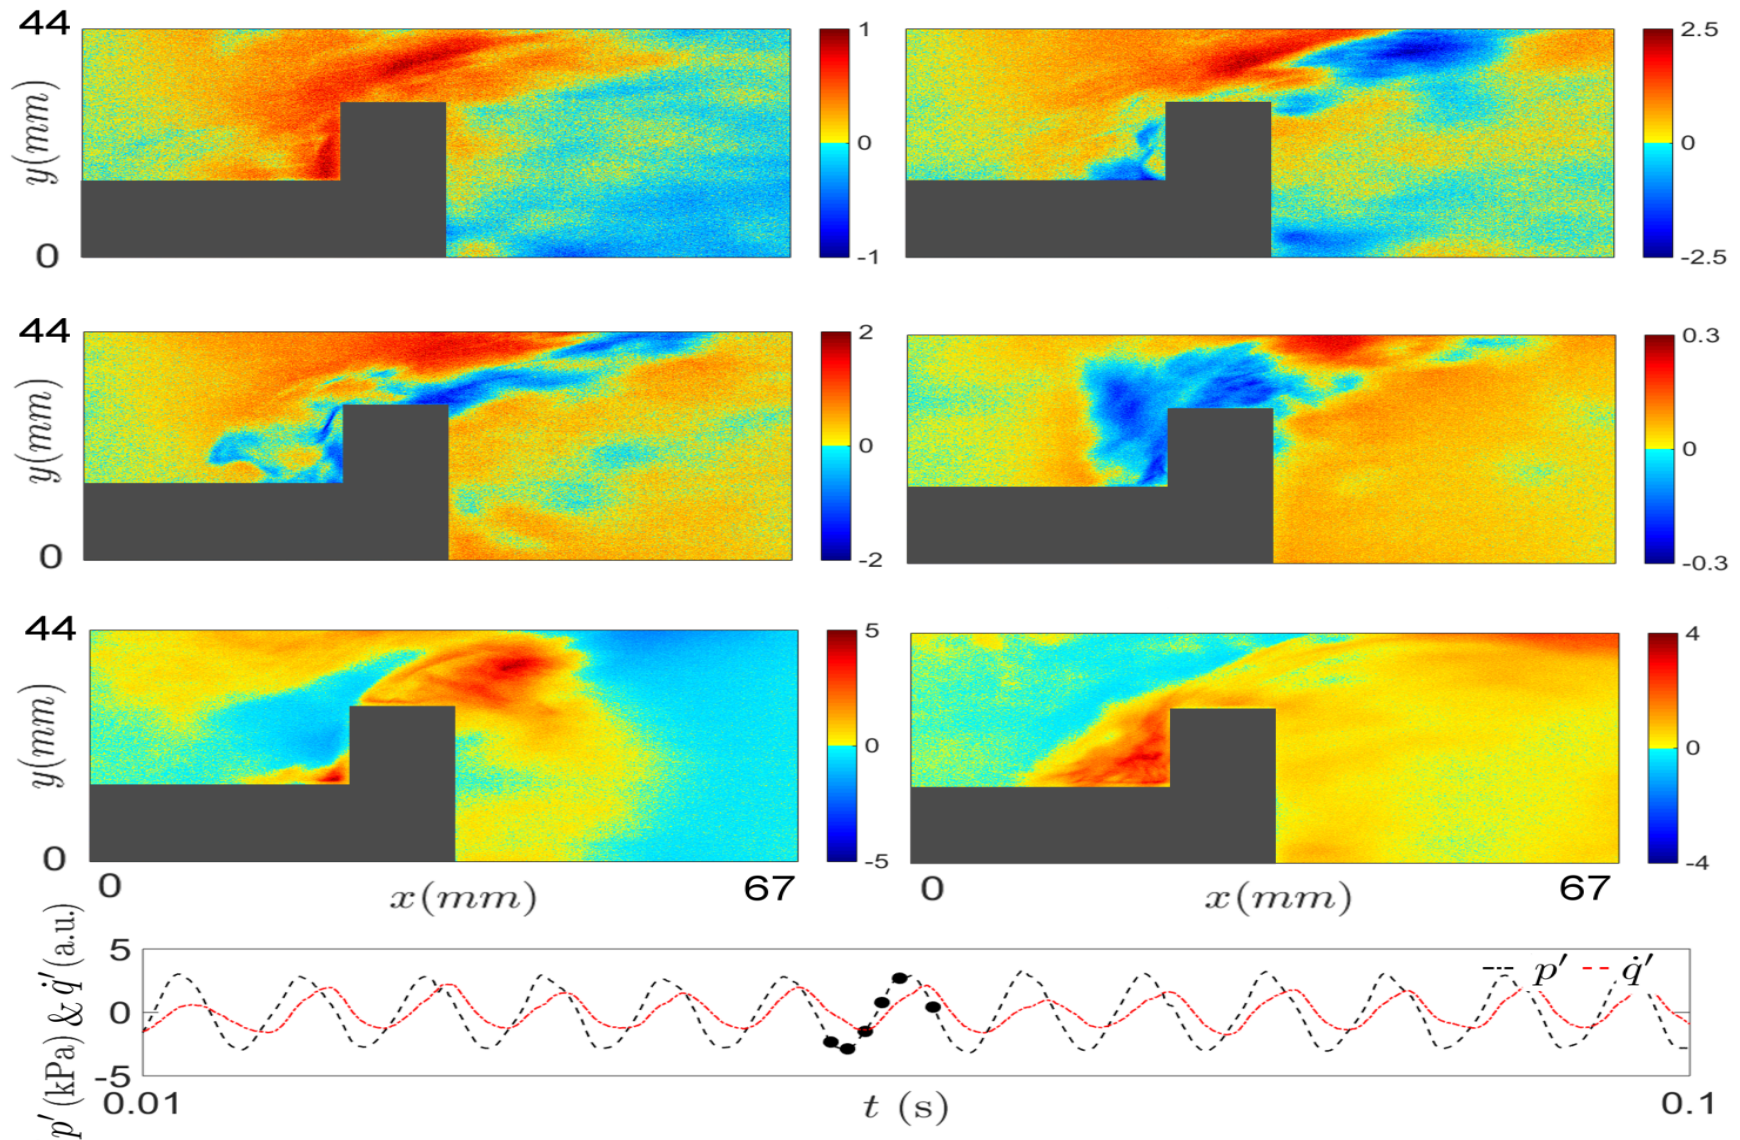 44 1 2.5
y(mm) 0 0
0 -1 -2.5
44 2 0.3
y(mm) 0 0
0 -2 -0.3
44 5 4
y(mm) 0 0
0 -5 -4
0 x(mm) 67 0 x(mm) 67
p′(kPa) & q̇′(a.u.)
5 p′ q̇′
0
-5
0.01 t (s) 0.1